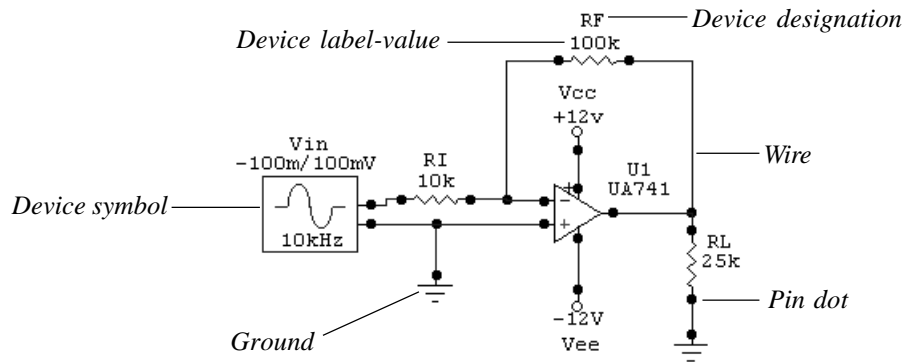 RF
Device designation
Device label-value
100k
Vcc
+12v
Vin
-100m/100mV
RI
10k
U1
UA741
Wire
Device symbol
+
-
+
10kHz
RL
25k
Pin dot
Ground
-12V
Vee